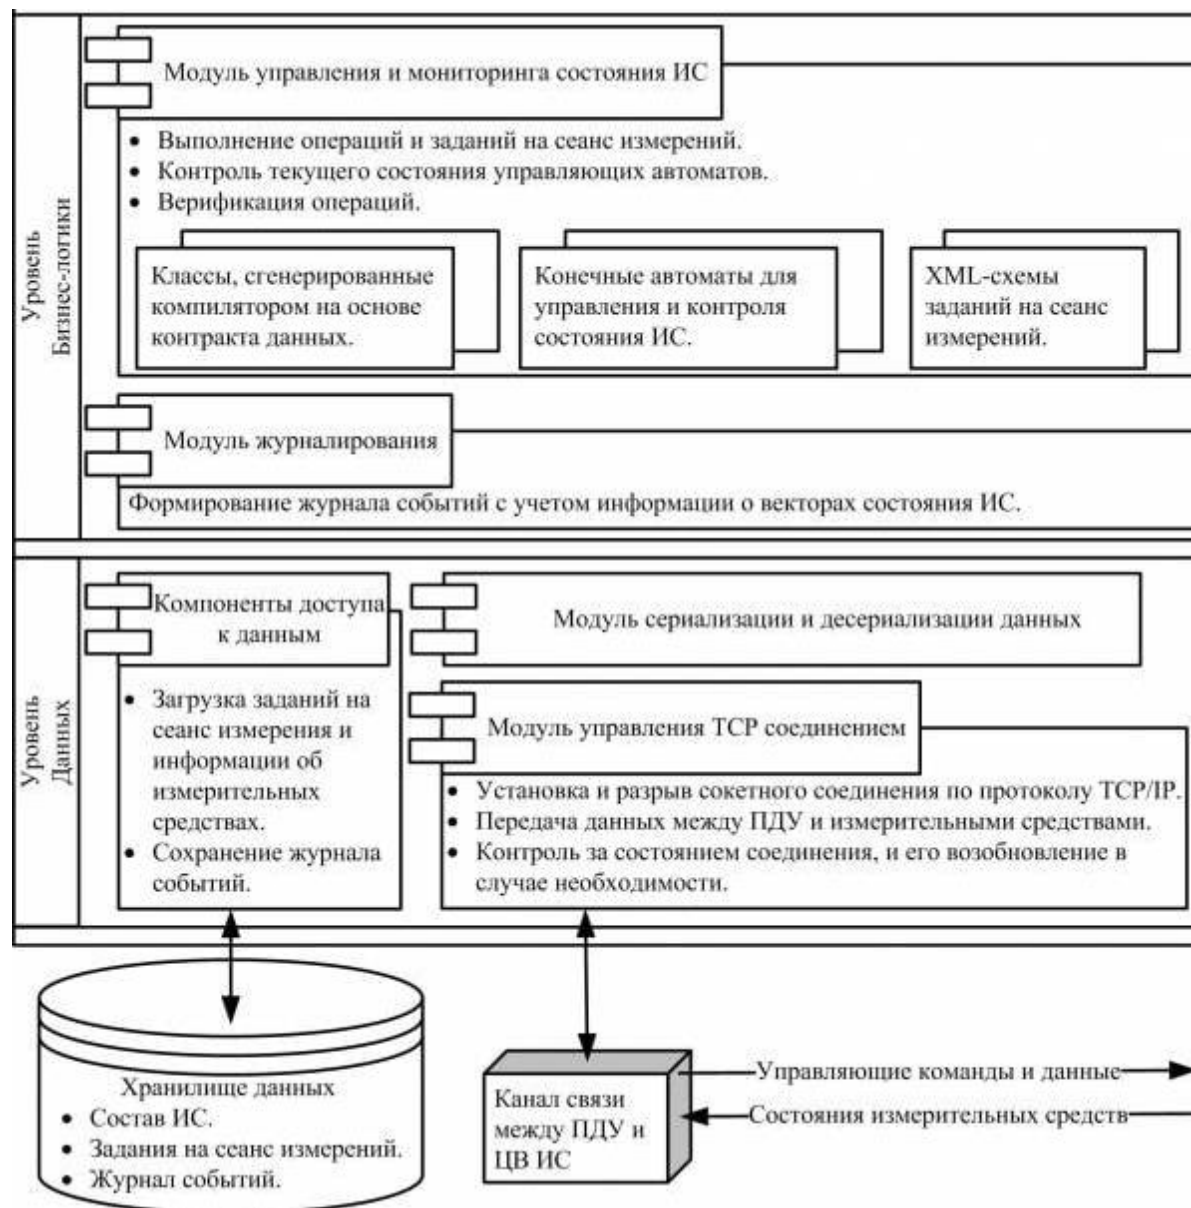 Уровень
Бизнес-логики
Модуль управления и мониторинга состояния ИС
Выполнение операций и заданий на сеанс измерений.
Контроль текущего состояния управляющих автоматов.
Верификация операций.
Классы, сгенерированные
компилятором на основе
контракта данных.
Конечные автоматы для
управления и контроля
состояния ИС.
XML-схемы
заданий на сеанс
измерений.
Модуль журналирования
Формирование журнала событий с учетом информации о векторах состояния ИС.
Уровень
Данных
Компоненты доступа
к данным
Загрузка заданий на
сеанс измерения и
информации об
измерительных
средствах.
Сохранение журнала
событий.
Модуль сериализации и десериализации данных
Модуль управления TCP соединением
Установка и разрыв сокетного соединения по протоколу TCP/IP.
Передача данных между ПДУ и измерительными средствами.
Контроль за состоянием соединения, и его возобновление в
случае необходимости.
Хранилище данных
Состав ИС.
Задания на сеанс измерений.
Журнал событий.
Канал связи
между ПДУ и
ЦВ ИС
Управляющие команды и данные
Состояния измерительных средств